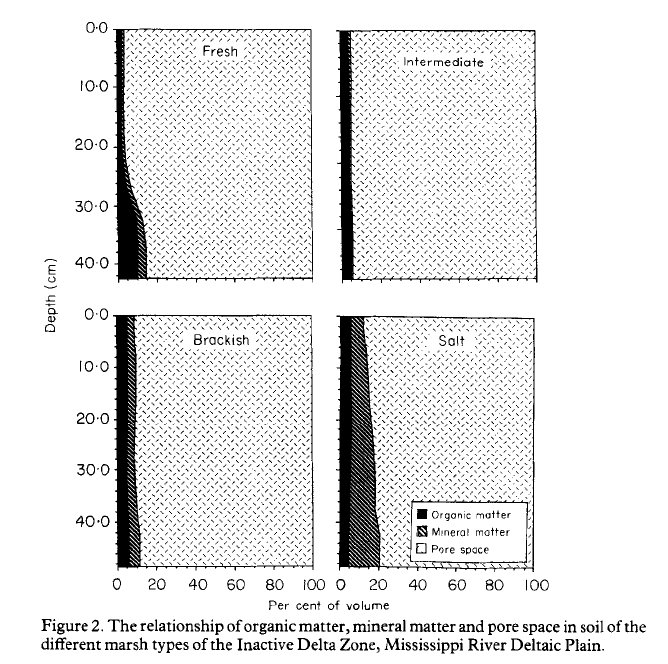 0·0
Fresh
Intermediate
10·0
20·0
30·0
40·0
Depth (cm)
0·0
Brackish
Salt
10·0
20·0
30·0
40·0
Organic matter
Mineral matter
Pore space
0 20 40 60 80 100 0 20 40 60 80 100
Per cent of volume
Figure 2. The relationship of organic matter, mineral matter and pore space in soil of the
different marsh types of the Inactive Delta Zone, Mississippi River Deltaic Plain.